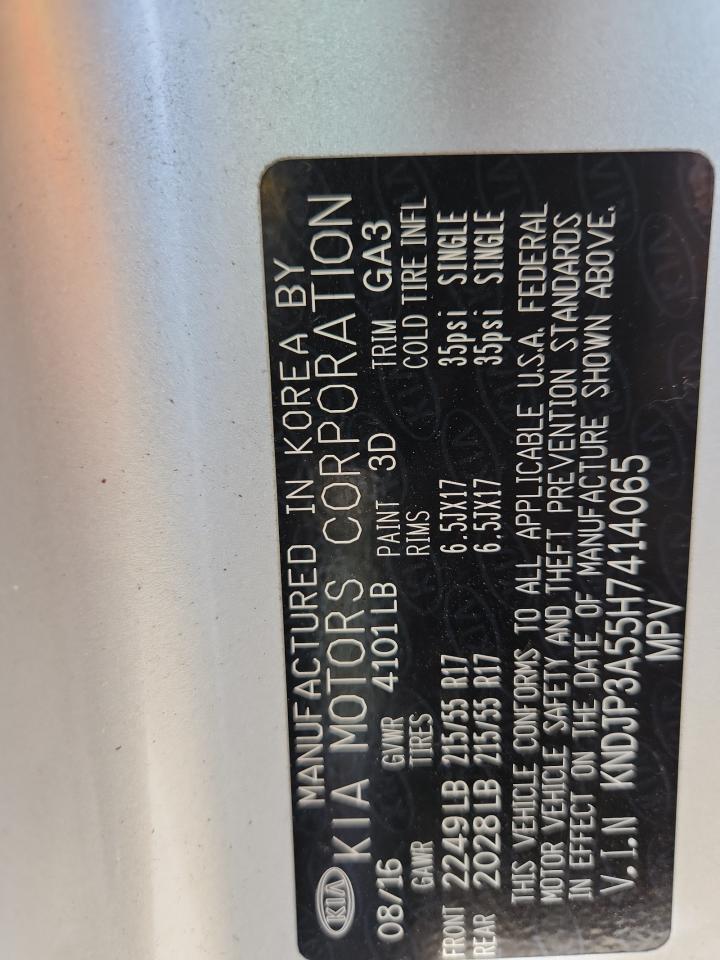 MANUFACTURED IN KOREA BY
KIA KIA MOTORS CORPORATION
08/16 GVWR 4101LB PAINT 3D TRIM GA3
GAWR TIRES RIMS COLD TIRE INFL
FRONT 2249LB 215/55 R17 6.5JX17 35psi SINGLE
REAR 2028LB 215/55 R17 6.5JX17 35psi SINGLE
THIS VEHICLE CONFORMS TO ALL APPLICABLE U.S.A. FEDERAL
MOTOR VEHICLE SAFETY AND THEFT PREVENTION STANDARDS
IN EFFECT ON THE DATE OF MANUFACTURE SHOWN ABOVE.
V.I.N KNDJP3A55H7414065
MPV